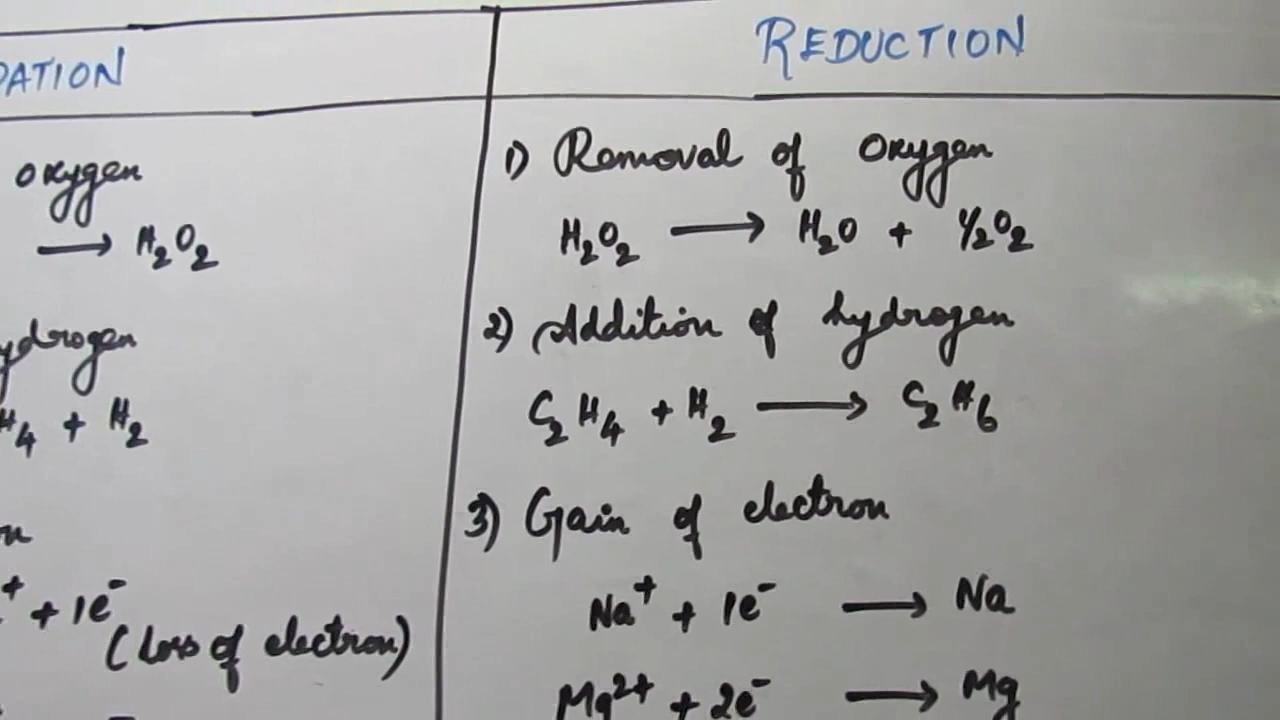 DATION
oxygen
⟶ H₂O₂
ydrogen
H₄ + H₂
n
⁺ + 1e⁻
(Loss of electron)
REDUCTION
1) Removal of Oxygen
H₂O₂ ⟶ H₂O + ½O₂
2) Addition of hydrogen
C₂H₄ + H₂ ⟶ C₂H₆
3) Gain of electron
Na⁺ + 1e⁻ ⟶ Na
Mg²⁺ + 2e⁻ ⟶ Mg